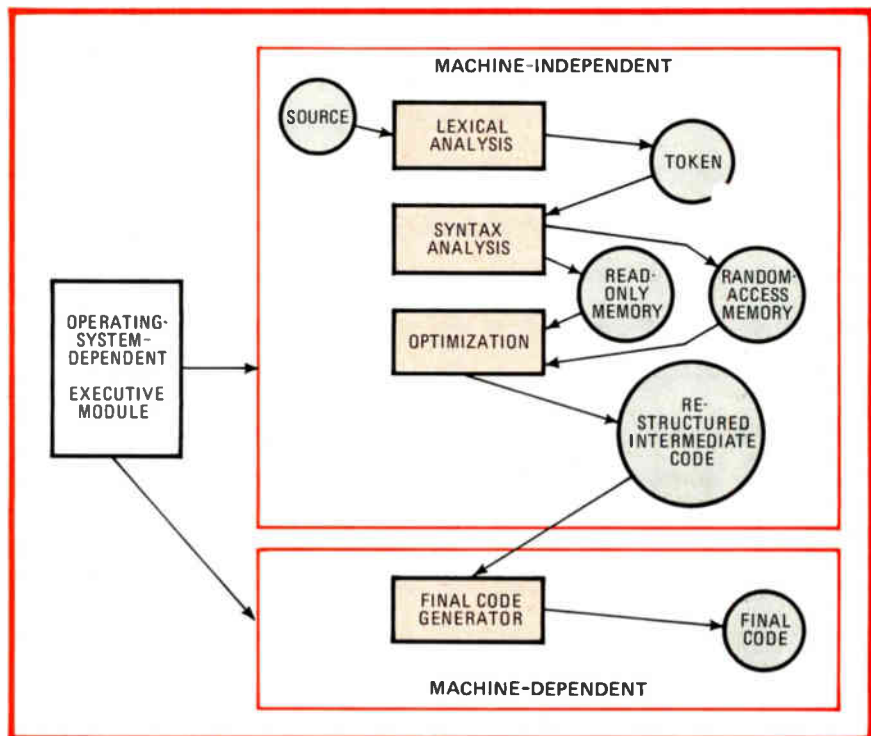 MACHINE-INDEPENDENT
SOURCE
LEXICAL
ANALYSIS
TOKEN
SYNTAX
ANALYSIS
READ-
ONLY
MEMORY
RANDOM-
ACCESS
MEMORY
OPERATING-
SYSTEM-
DEPENDENT
EXECUTIVE
MODULE
OPTIMIZATION
RE-
STRUCTURED
INTERMEDIATE
CODE
FINAL CODE
GENERATOR
FINAL
CODE
MACHINE-DEPENDENT